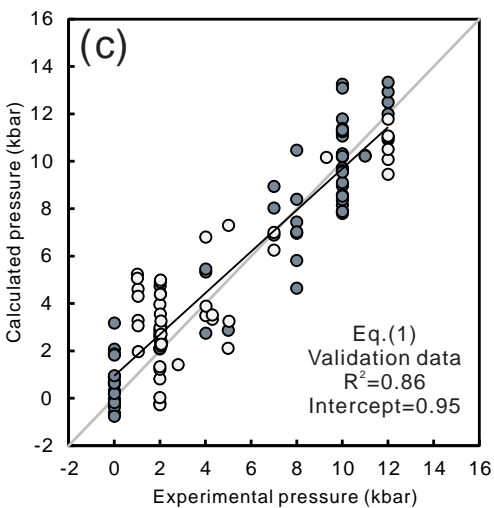 (c)
16
14
12
10
8
6
4
2
0
-2
Calculated pressure (kbar)
Eq.(1)
Validation data
R²=0.86
Intercept=0.95
-2 0 2 4 6 8 10 12 14 16
Experimental pressure (kbar)